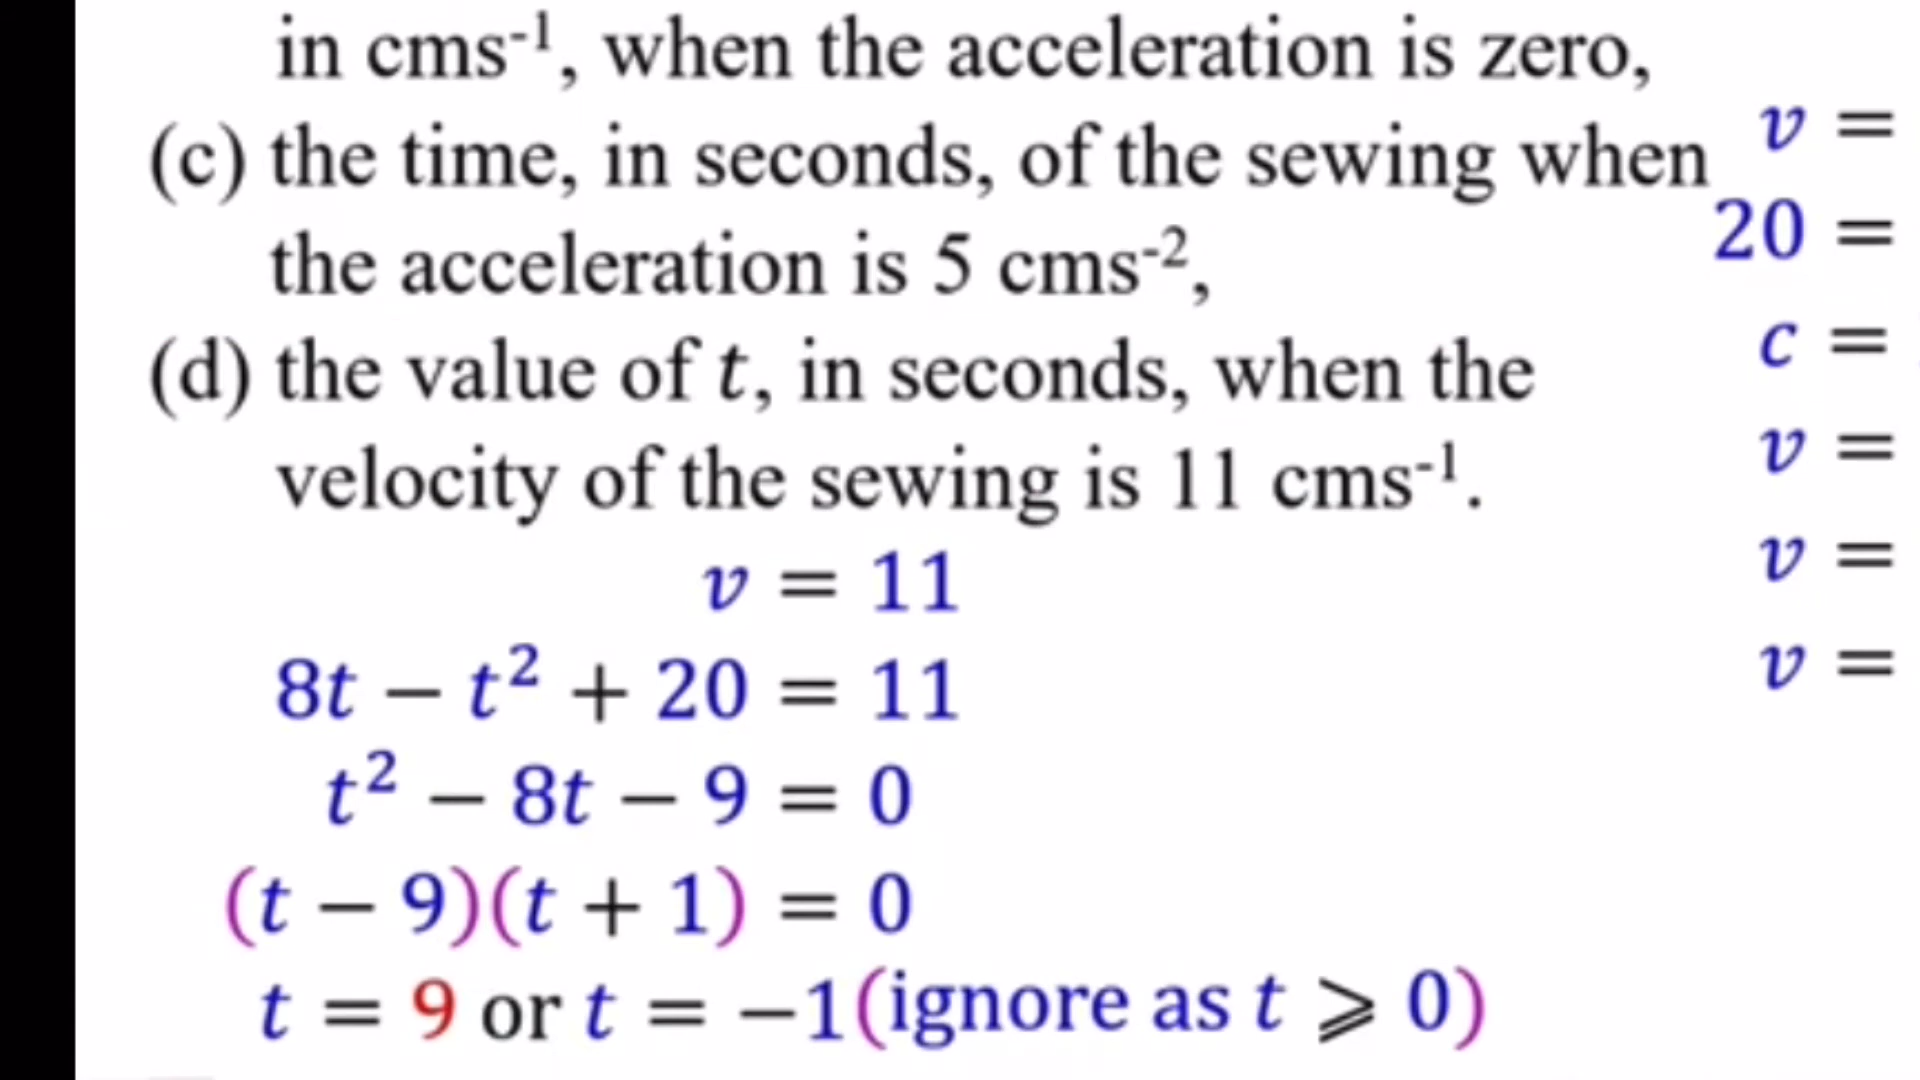 in cms⁻¹, when the acceleration is zero,
(c) the time, in seconds, of the sewing when
the acceleration is 5 cms⁻²,
(d) the value of t, in seconds, when the
velocity of the sewing is 11 cms⁻¹.
v = 11
8t − t² + 20 = 11
t² − 8t − 9 = 0
(t − 9)(t + 1) = 0
t = 9 or t = −1(ignore as t ⩾ 0)
v =
20 =
c =
v =
v =
v =